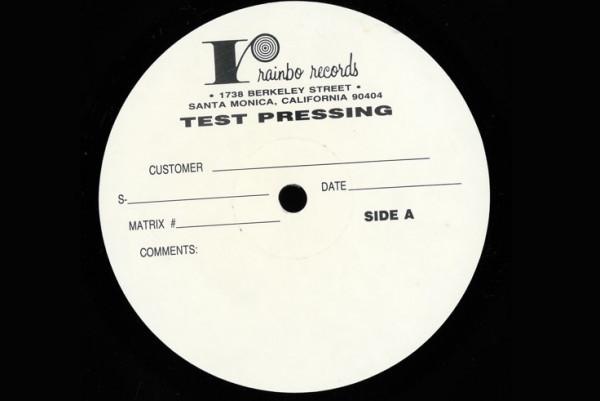 r rainbo records
• 1738 BERKELEY STREET •
SANTA MONICA, CALIFORNIA 90404
TEST PRESSING
CUSTOMER
S- DATE
MATRIX #
SIDE A
COMMENTS: